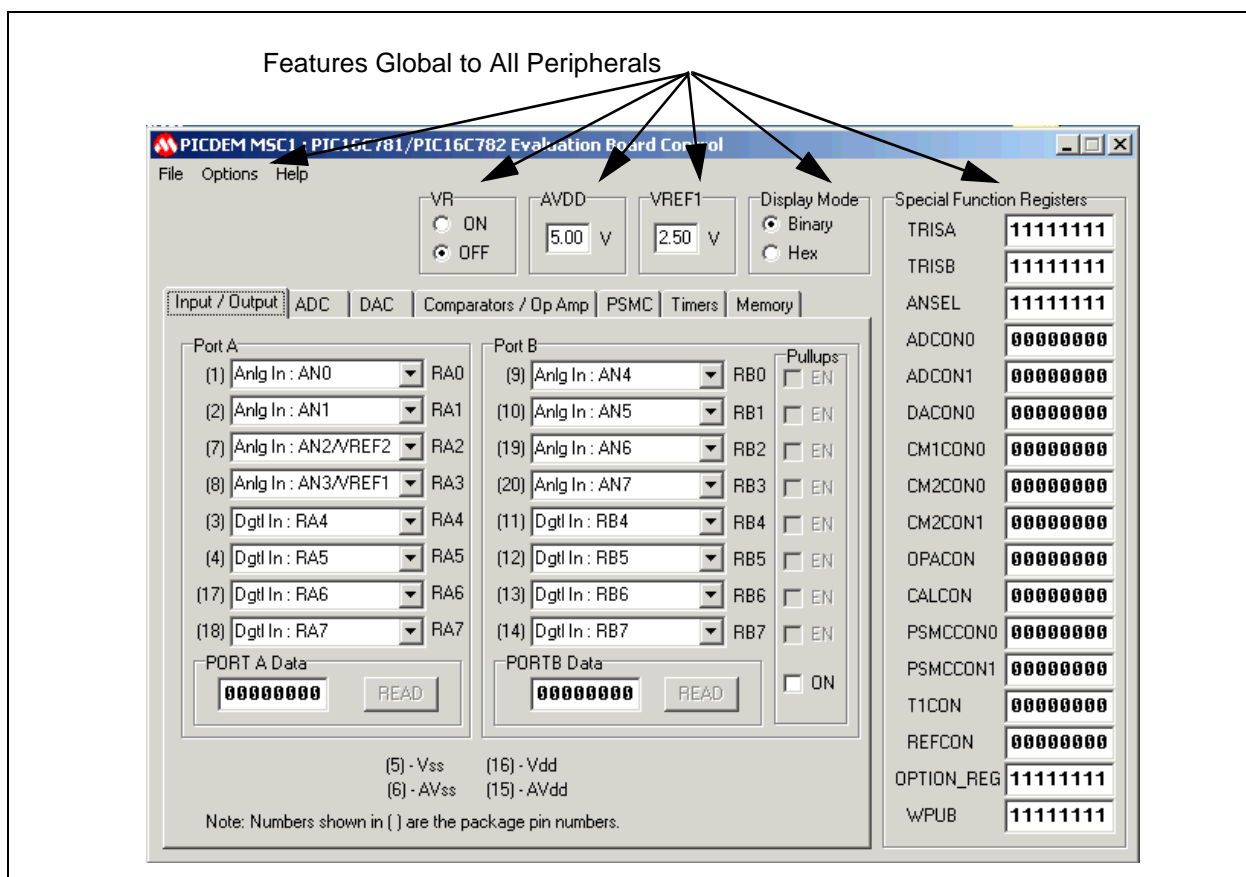 Features Global to All Peripherals
PICDEM MSC1 : PIC16C781/PIC16C782 Evaluation Board Control
File Options Help
VR
ON
OFF
AVDD
5.00 V
VREF1
2.50 V
Display Mode
Binary
Hex
Input / Output ADC DAC Comparators / Op Amp PSMC Timers Memory
Port A
(1) Anlg In : AN0 RA0
(2) Anlg In : AN1 RA1
(7) Anlg In : AN2/VREF2 RA2
(8) Anlg In : AN3/VREF1 RA3
(3) Dgtl In : RA4 RA4
(4) Dgtl In : RA5 RA5
(17) Dgtl In : RA6 RA6
(18) Dgtl In : RA7 RA7
PORT A Data
00000000 READ
Port B
(9) Anlg In : AN4 RB0
(10) Anlg In : AN5 RB1
(19) Anlg In : AN6 RB2
(20) Anlg In : AN7 RB3
(11) Dgtl In : RB4 RB4
(12) Dgtl In : RB5 RB5
(13) Dgtl In : RB6 RB6
(14) Dgtl In : RB7 RB7
PORTB Data
00000000 READ
Pullups
EN
EN
EN
EN
EN
EN
EN
EN
ON
(5) - Vss (16) - Vdd
(6) - AVss (15) - AVdd
Note: Numbers shown in ( ) are the package pin numbers.
Special Function Registers
TRISA 11111111
TRISB 11111111
ANSEL 11111111
ADCON0 00000000
ADCON1 00000000
DACON0 00000000
CM1CON0 00000000
CM2CON0 00000000
CM2CON1 00000000
OPACON 00000000
CALCON 00000000
PSMCCON0 00000000
PSMCCON1 00000000
T1CON 00000000
REFCON 00000000
OPTION_REG 11111111
WPUB 11111111